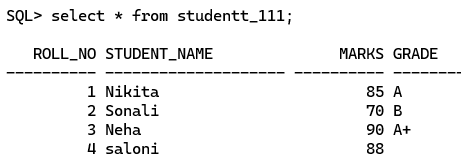 SQL> select * from studentt_111;
ROLL_NO STUDENT_NAME MARKS GRADE
---------- -------------------- ---------- --------
1 Nikita 85 A
2 Sonali 70 B
3 Neha 90 A+
4 saloni 88